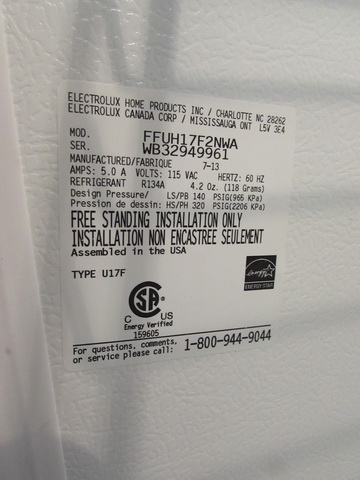 ELECTROLUX HOME PRODUCTS INC / CHARLOTTE NC 28262
ELECTROLUX CANADA CORP / MISSISSAUGA ONT L5V 3E4
MOD. FFUH17F2NWA
SER. WB32949961
MANUFACTURED/FABRIQUE 7-13
AMPS: 5.0 A VOLTS: 115 VAC HERTZ: 60 HZ
REFRIGERANT R134A 4.2 Oz. (118 Grams)
Design Pressure/ LS/PB 140 PSIG(965 KPa)
Pression de dessin: HS/PH 320 PSIG(2206 KPa)
FREE STANDING INSTALLATION ONLY
INSTALLATION NON ENCASTREE SEULEMENT
Assembled in the USA
TYPE U17F
energy
ENERGY STAR
SA
C US
Energy Verified
159605
For questions, comments,
or service please call: 1-800-944-9044